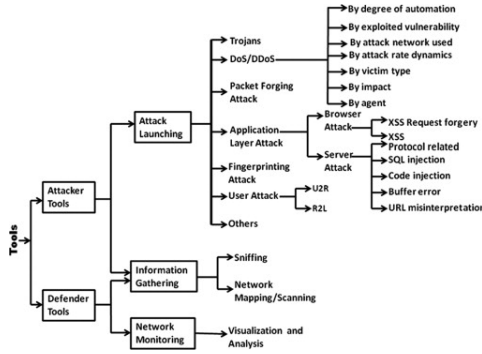 By degree of automation
By exploited vulnerability
By attack network used
By attack rate dynamics
By victim type
By impact
By agent
Trojans
DoS/DDoS
Packet Forging
Attack
Attack
Launching
Application
Layer Attack
Browser
Attack
XSS Request forgery
XSS
Server
Attack
Protocol related
SQL injection
Code injection
Buffer error
URL misinterpretation
Fingerprinting
Attack
User Attack
U2R
R2L
Others
Tools
Attacker
Tools
Defender
Tools
Information
Gathering
Sniffing
Network
Mapping/Scanning
Network
Monitoring
Visualization and
Analysis